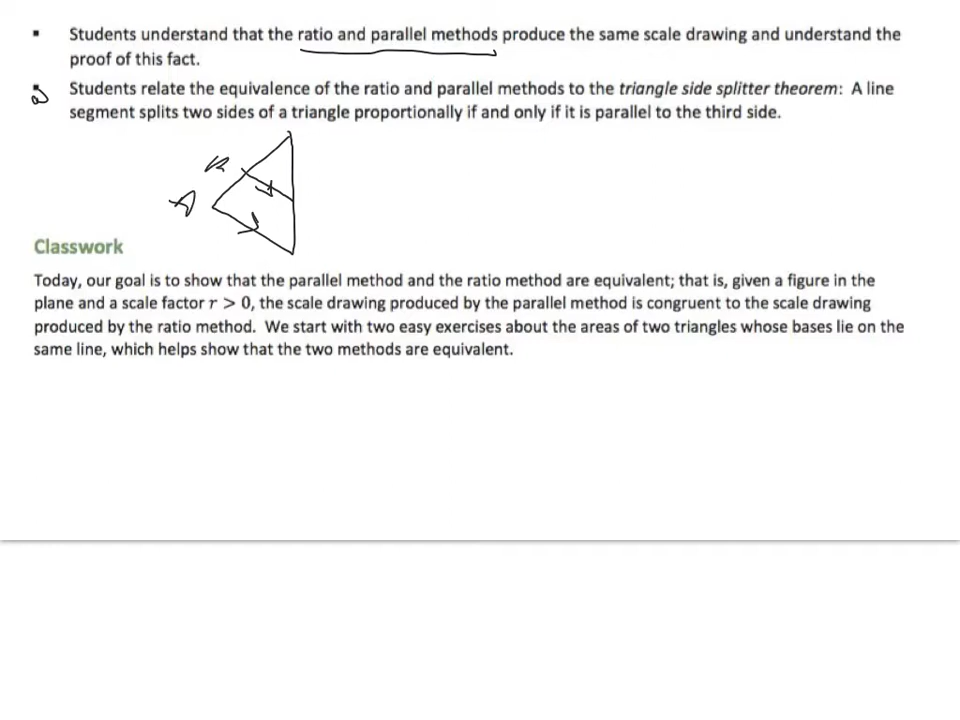 ▪ Students understand that the ratio and parallel methods produce the same scale drawing and understand the
proof of this fact.
Students relate the equivalence of the ratio and parallel methods to the triangle side splitter theorem: A line
segment splits two sides of a triangle proportionally if and only if it is parallel to the third side.
Classwork
Today, our goal is to show that the parallel method and the ratio method are equivalent; that is, given a figure in the
plane and a scale factor r > 0, the scale drawing produced by the parallel method is congruent to the scale drawing
produced by the ratio method. We start with two easy exercises about the areas of two triangles whose bases lie on the
same line, which helps show that the two methods are equivalent.